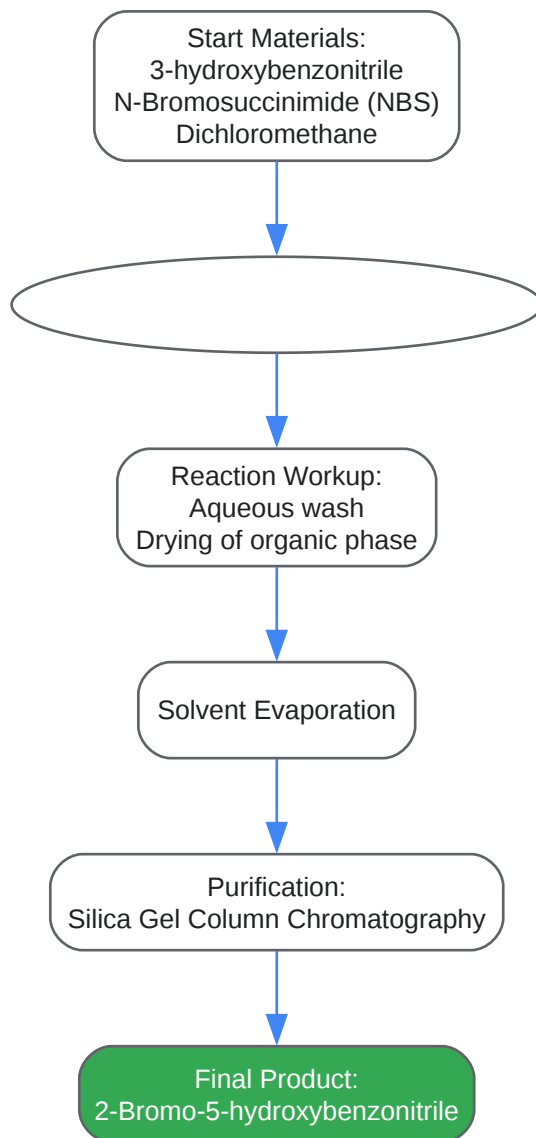 Start Materials:
3-hydroxybenzonitrile
N-Bromosuccinimide (NBS)
Dichloromethane
Reaction Workup:
Aqueous wash
Drying of organic phase
Solvent Evaporation
Purification:
Silica Gel Column Chromatography
Final Product:
2-Bromo-5-hydroxybenzonitrile